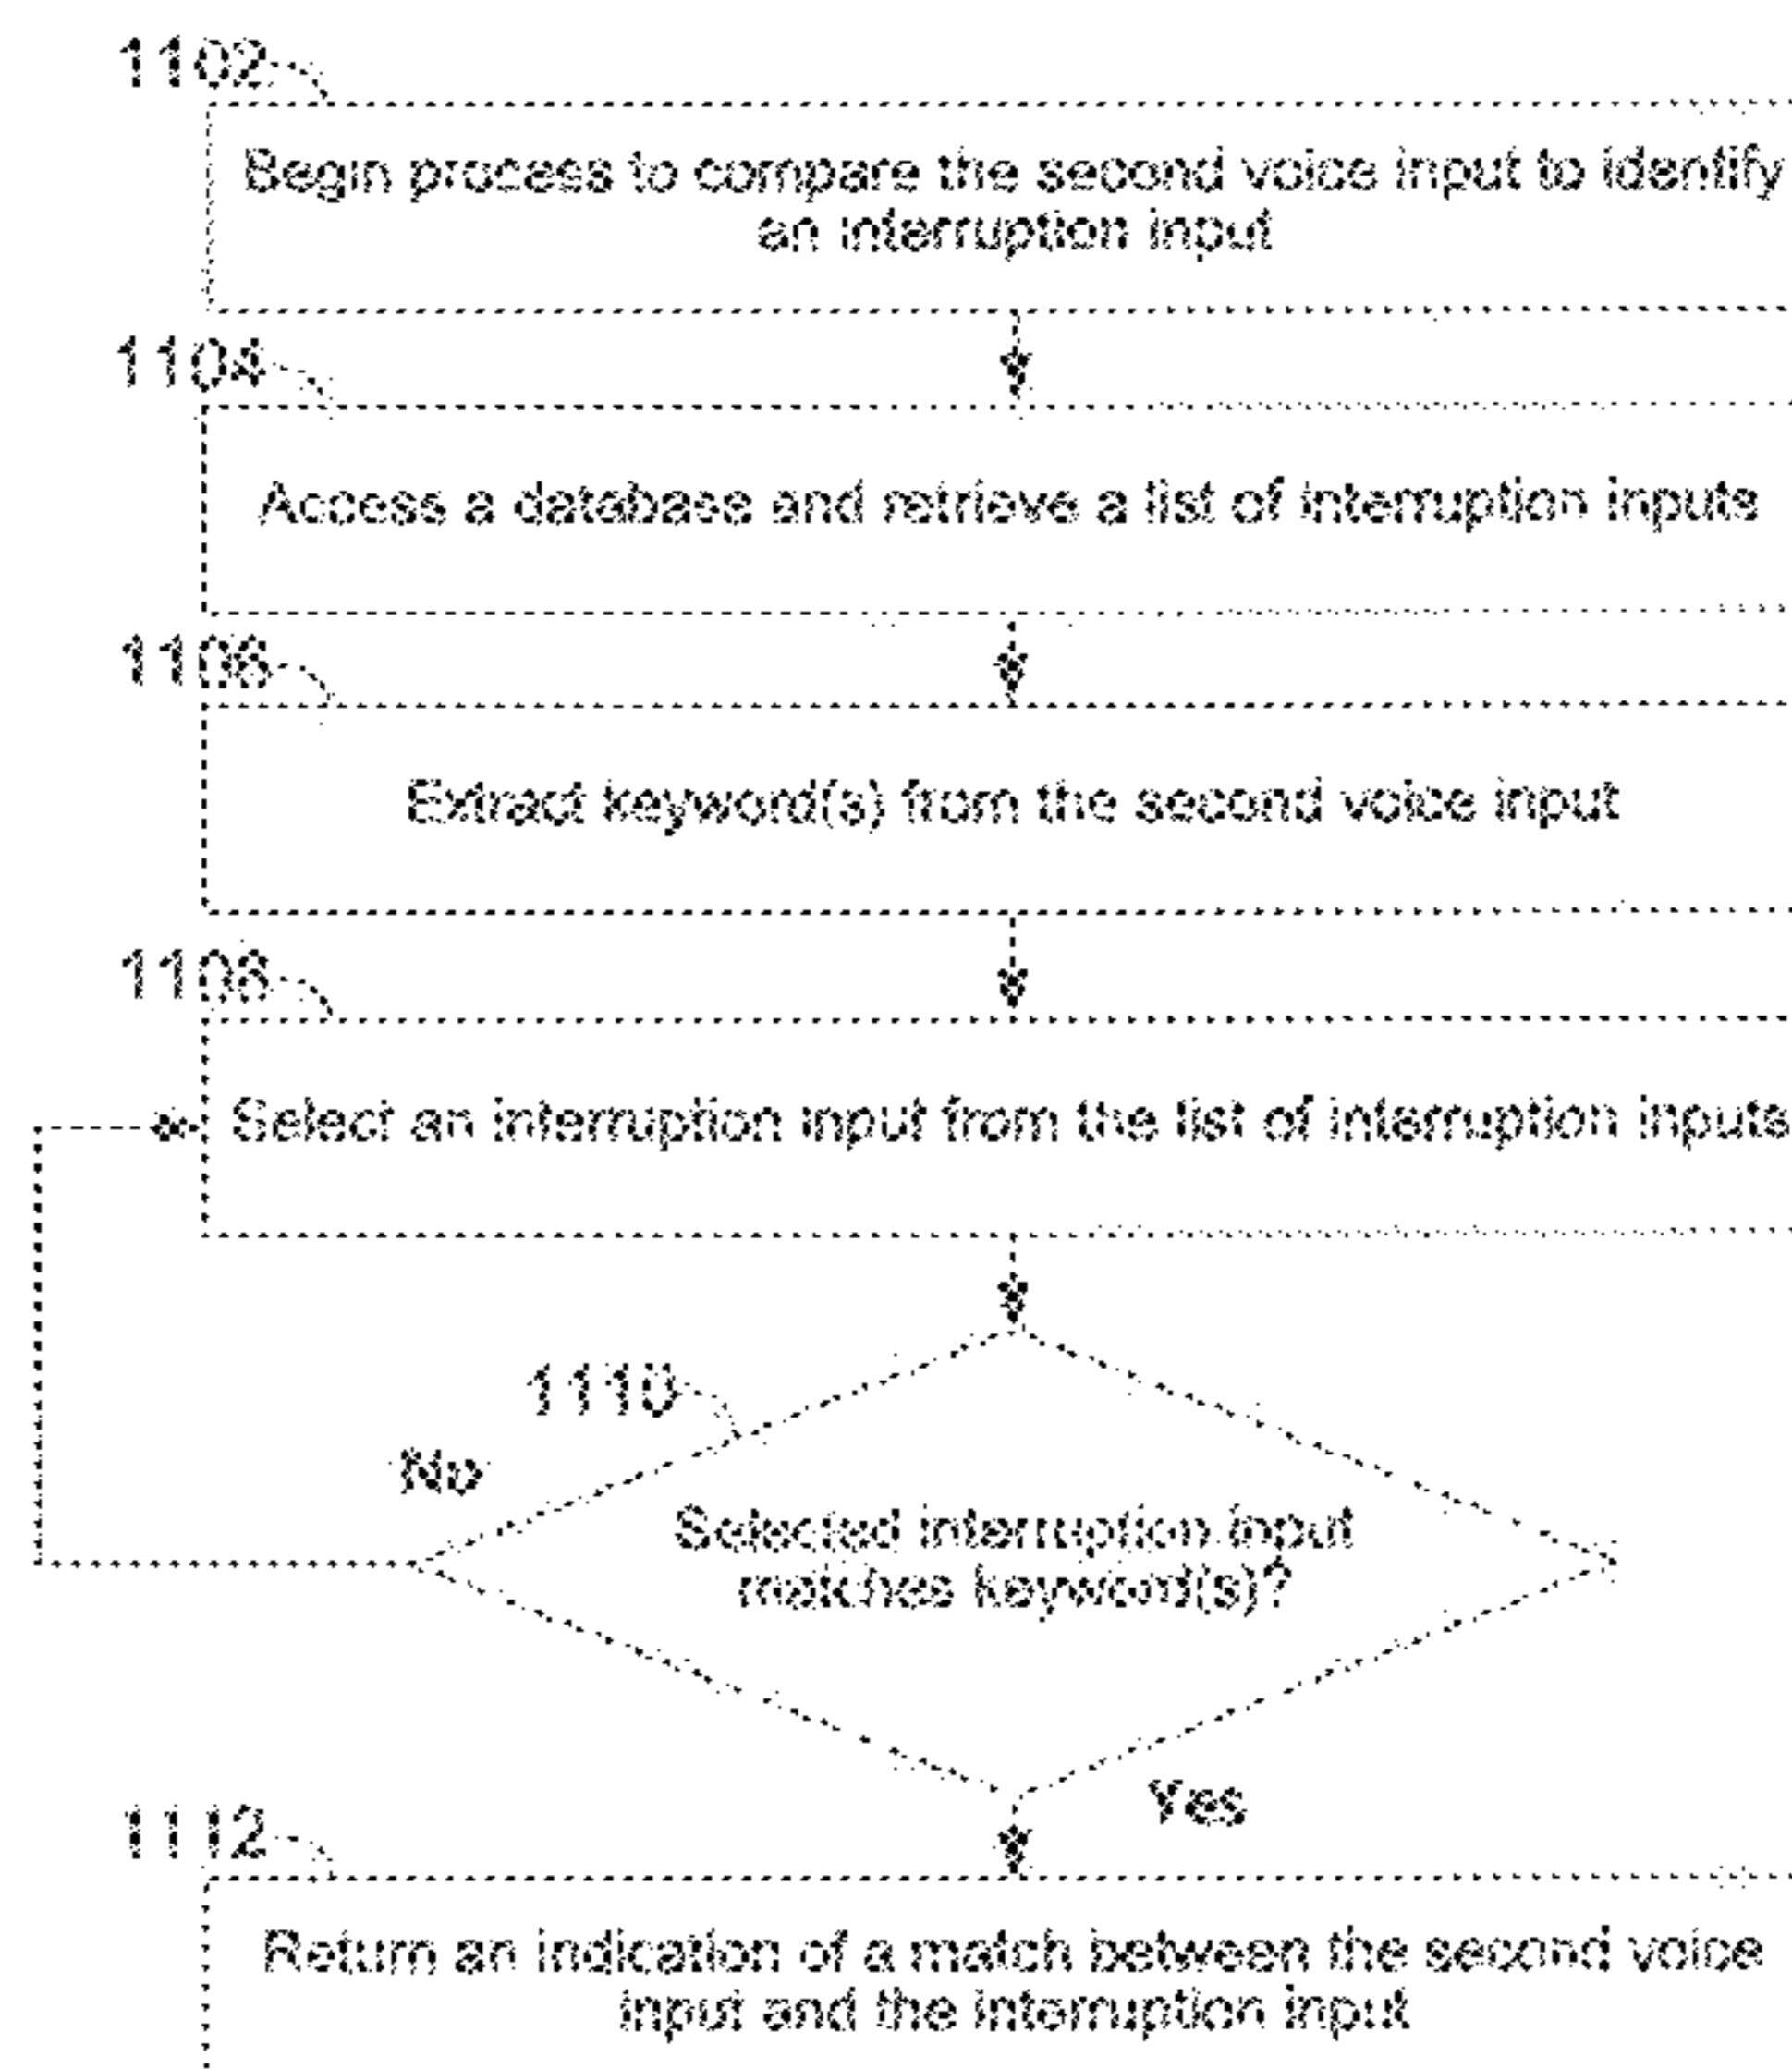 1102
Begin process to compare the second voice input to identify
an interruption input
1104
Access a database and retrieve a list of interruption inputs
1106
Extract keyword(s) from the second voice input
1108
Select an interruption input from the list of interruption inputs
1110
No
Selected interruption input
matches keyword(s)?
Yes
1112
Return an indication of a match between the second voice
input and the interruption input